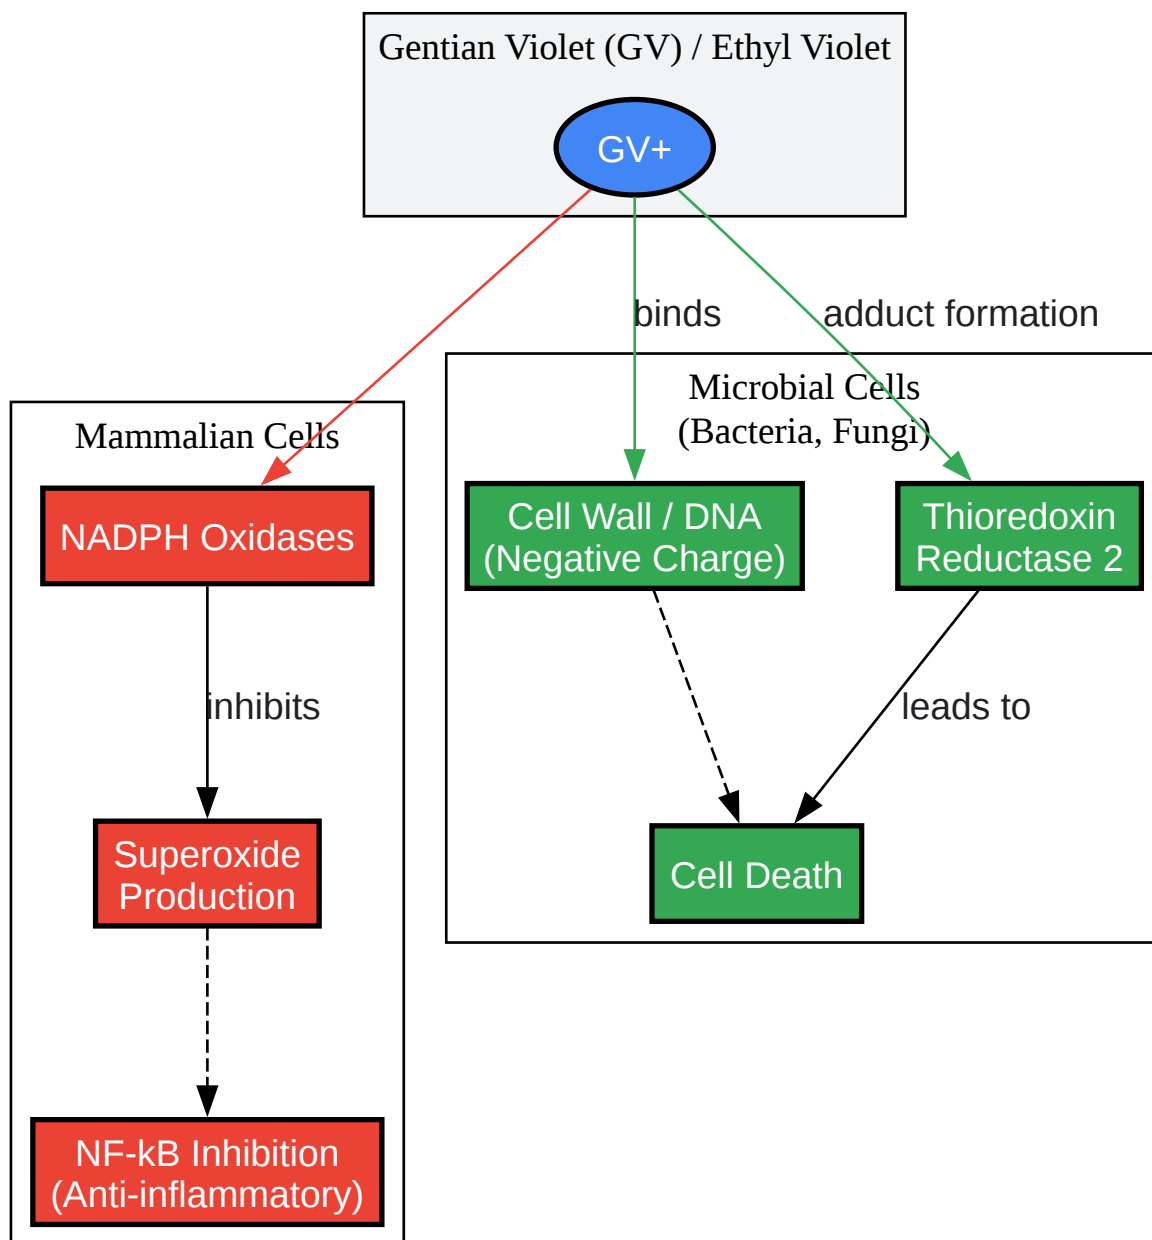 Gentian Violet (GV) / Ethyl Violet
GV+
binds
adduct formation
Microbial Cells
(Bacteria, Fungi)
Mammalian Cells
NADPH Oxidases
Cell Wall / DNA
(Negative Charge)
Thioredoxin
Reductase 2
inhibits
leads to
Superoxide
Production
Cell Death
NF-kB Inhibition
(Anti-inflammatory)